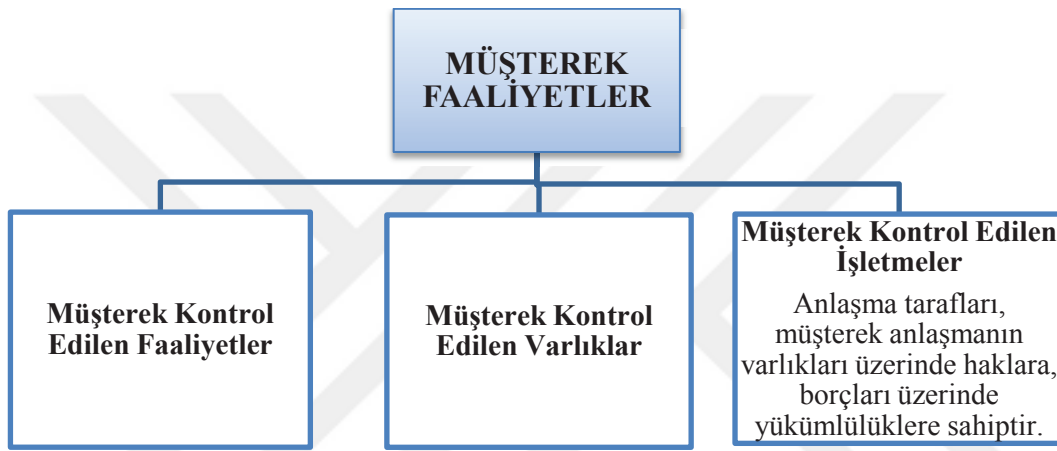 MÜŞTEREK
FAALİYETLER
Müşterek Kontrol
Edilen Faaliyetler
Müşterek Kontrol
Edilen Varlıklar
Müşterek Kontrol Edilen
İşletmeler
Anlaşma tarafları,
müşterek anlaşmanın
varlıkları üzerinde haklara,
borçları üzerinde
yükümlülüklere sahiptir.